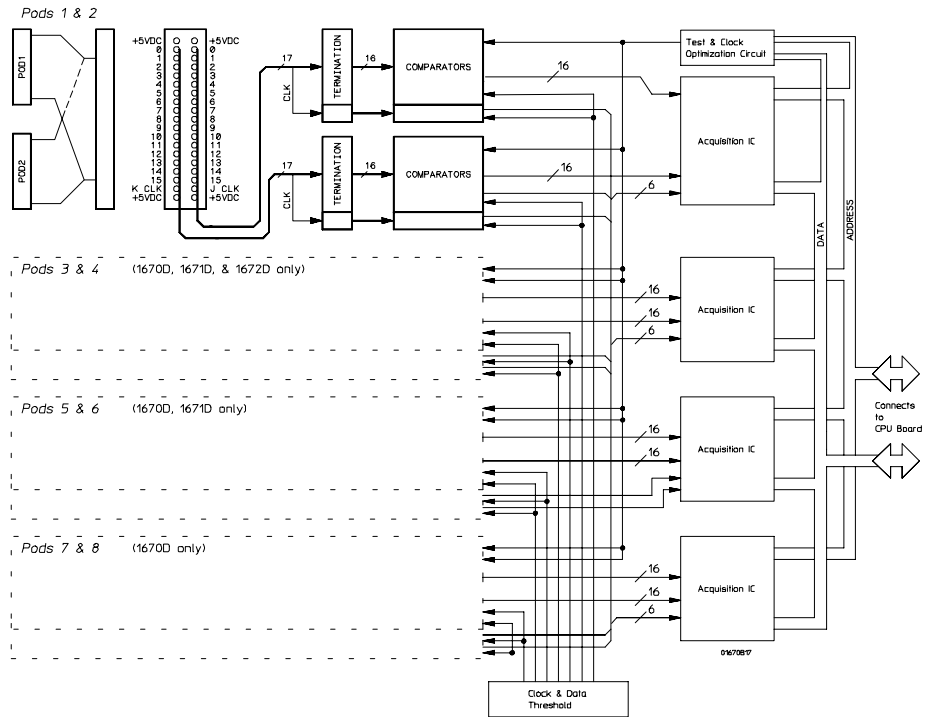 Pods 1 & 2
POD1
POD2
+5VDC +5VDC
0 0
1 1
2 2
3 3
4 4
5 5
6 6
7 7
8 8
9 9
10 10
11 11
12 12
13 13
14 14
15 15
K CLK J CLK
+5VDC +5VDC
17
CLK
TERMINATION
16
COMPARATORS
16
17
CLK
TERMINATION
16
COMPARATORS
16
6
Test & Clock
Optimization Circuit
Acquisition IC
DATA
ADDRESS
Pods 3 & 4 (1670D, 1671D, & 1672D only)
16
16
6
Acquisition IC
Pods 5 & 6 (1670D, 1671D only)
16
16
Acquisition IC
Connects
to
CPU Board
Pods 7 & 8 (1670D only)
16
16
6
Acquisition IC
01670B17
Clock & Data
Threshold